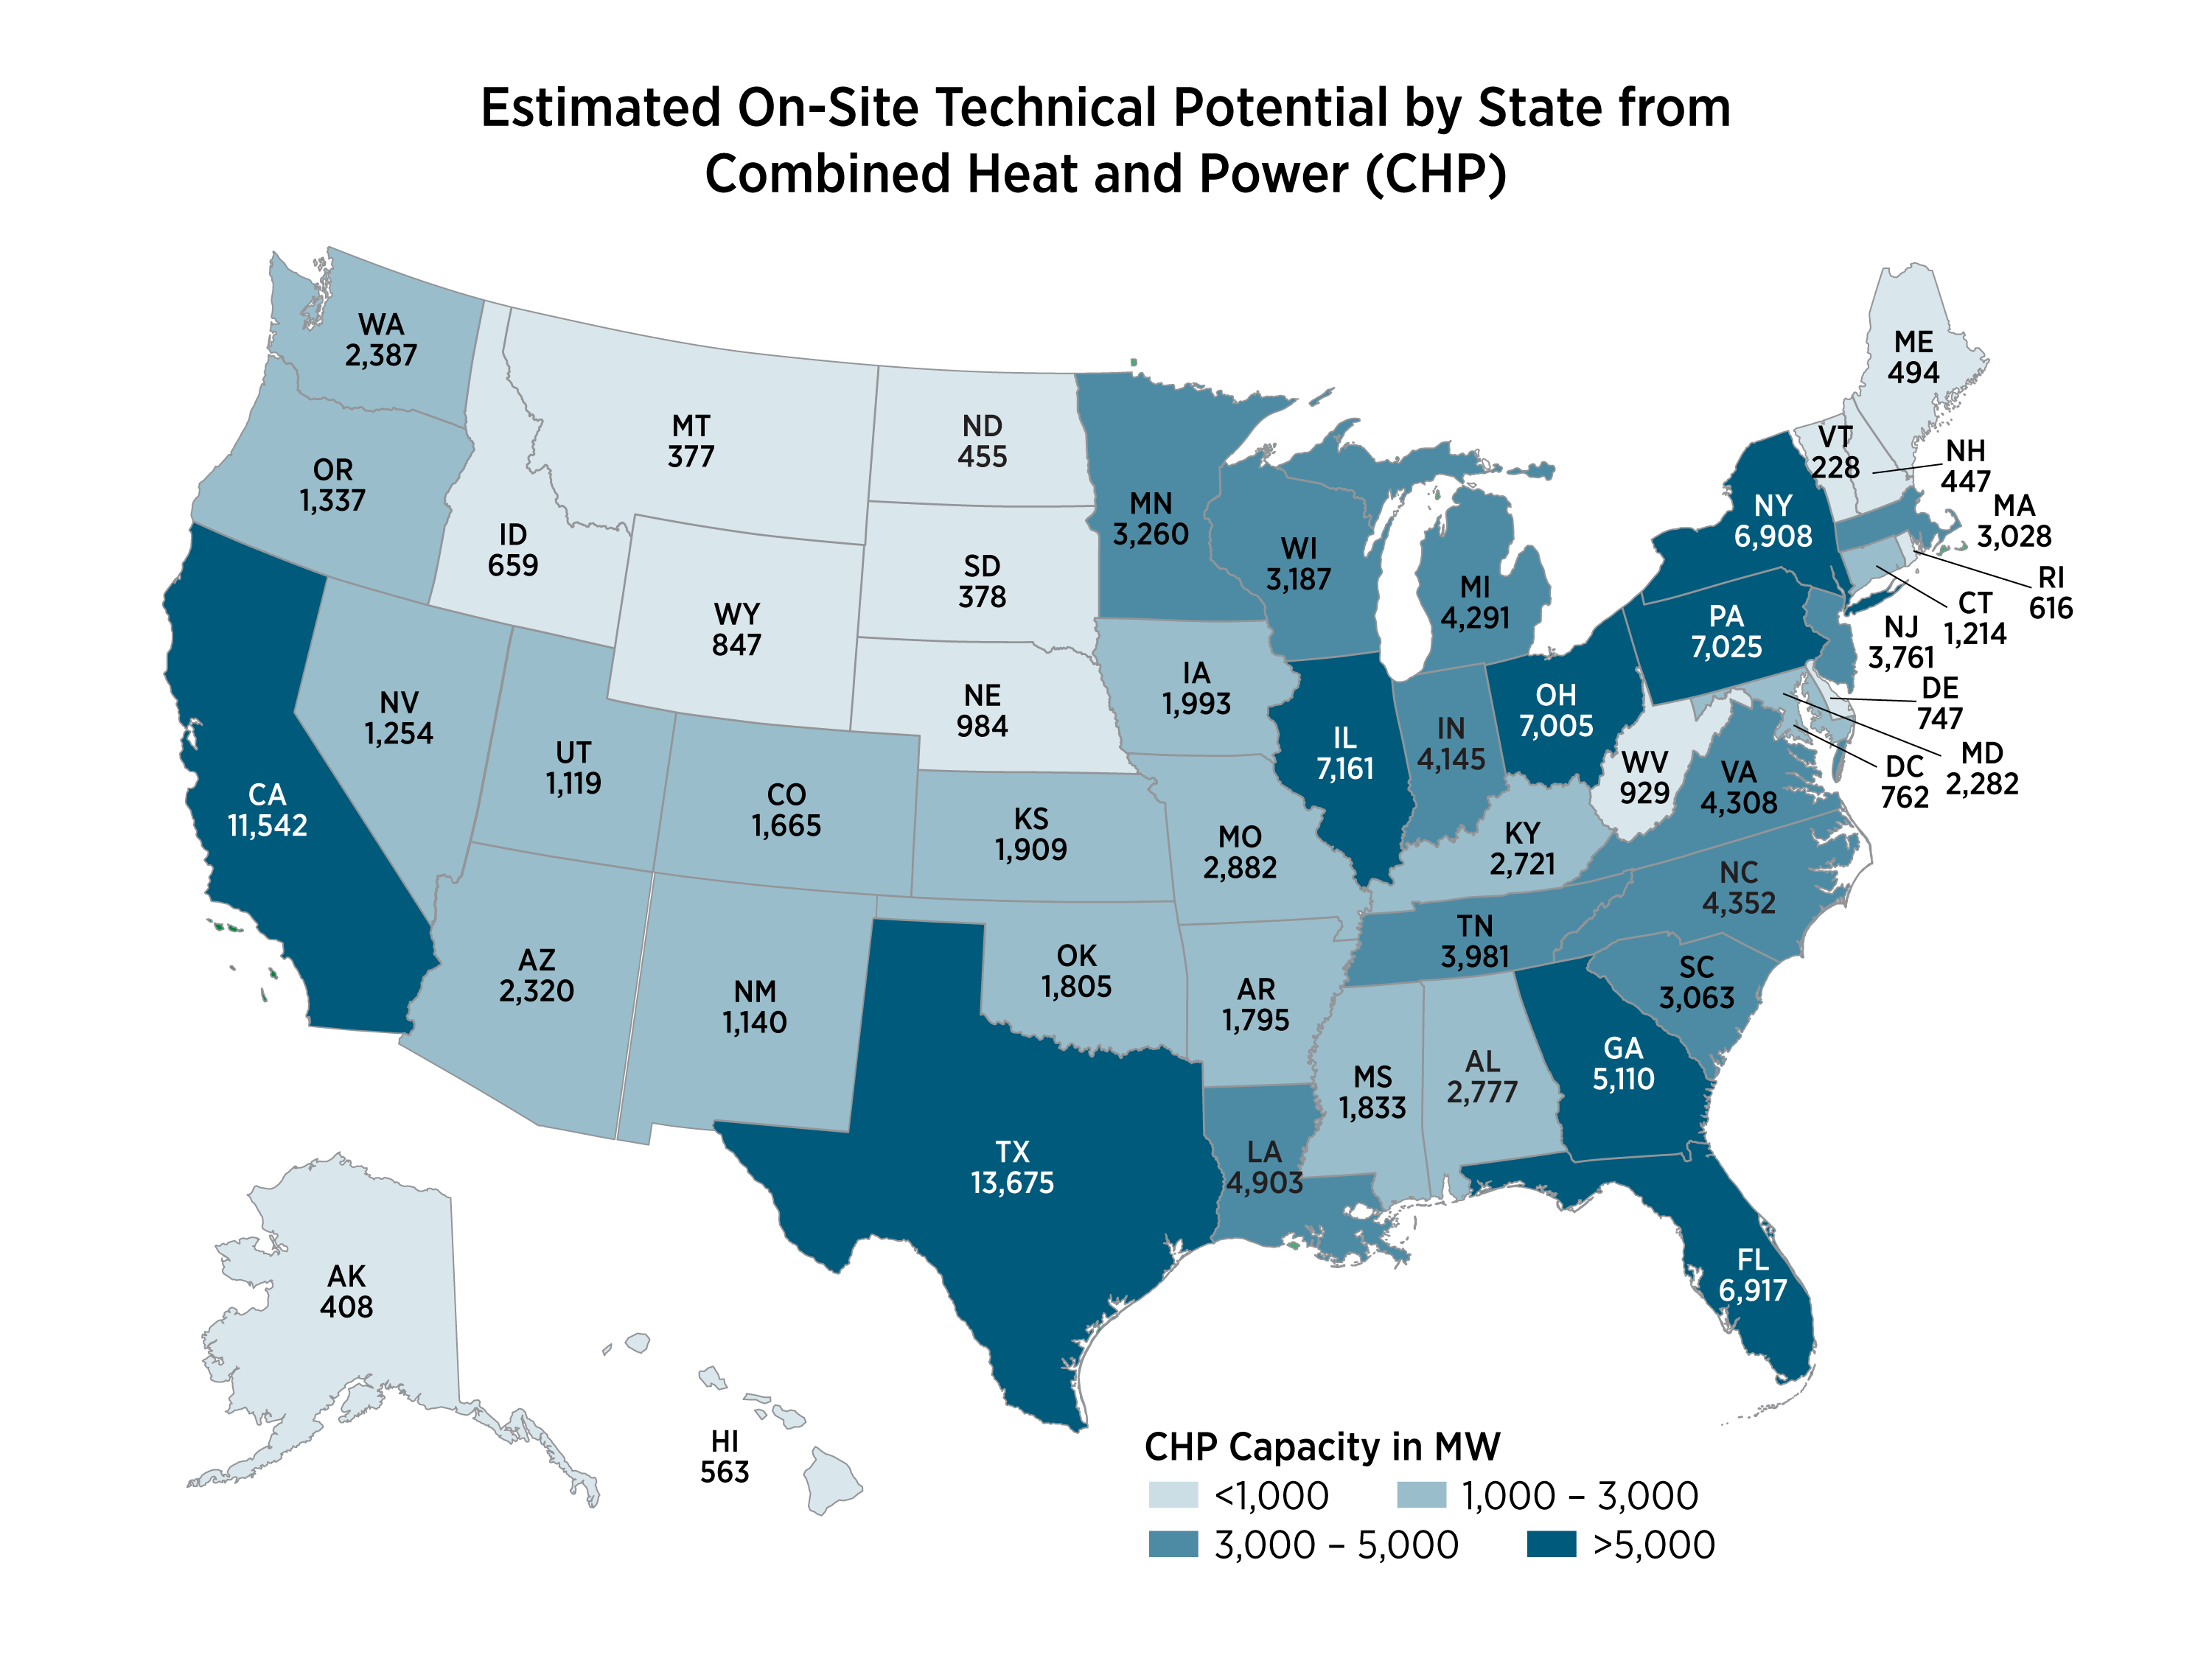 Estimated On-Site Technical Potential by State from
Combined Heat and Power (CHP)
WA
2,387
OR
1,337
CA
11,542
NV
1,254
ID
659
MT
377
WY
847
UT
1,119
CO
1,665
AZ
2,320
NM
1,140
ND
455
SD
378
NE
984
KS
1,909
OK
1,805
TX
13,675
MN
3,260
IA
1,993
MO
2,882
AR
1,795
LA
4,903
WI
3,187
IL
7,161
MI
4,291
IN
4,145
OH
7,005
KY
2,721
TN
3,981
MS
1,833
AL
2,777
GA
5,110
FL
6,917
SC
3,063
NC
4,352
VA
4,308
WV
929
PA
7,025
NY
6,908
VT
228
ME
494
NH
447
MA
3,028
RI
616
CT
1,214
NJ
3,761
DE
747
MD
2,282
DC
762
AK
408
HI
563
CHP Capacity in MW
<1,000
1,000 – 3,000
3,000 – 5,000
>5,000